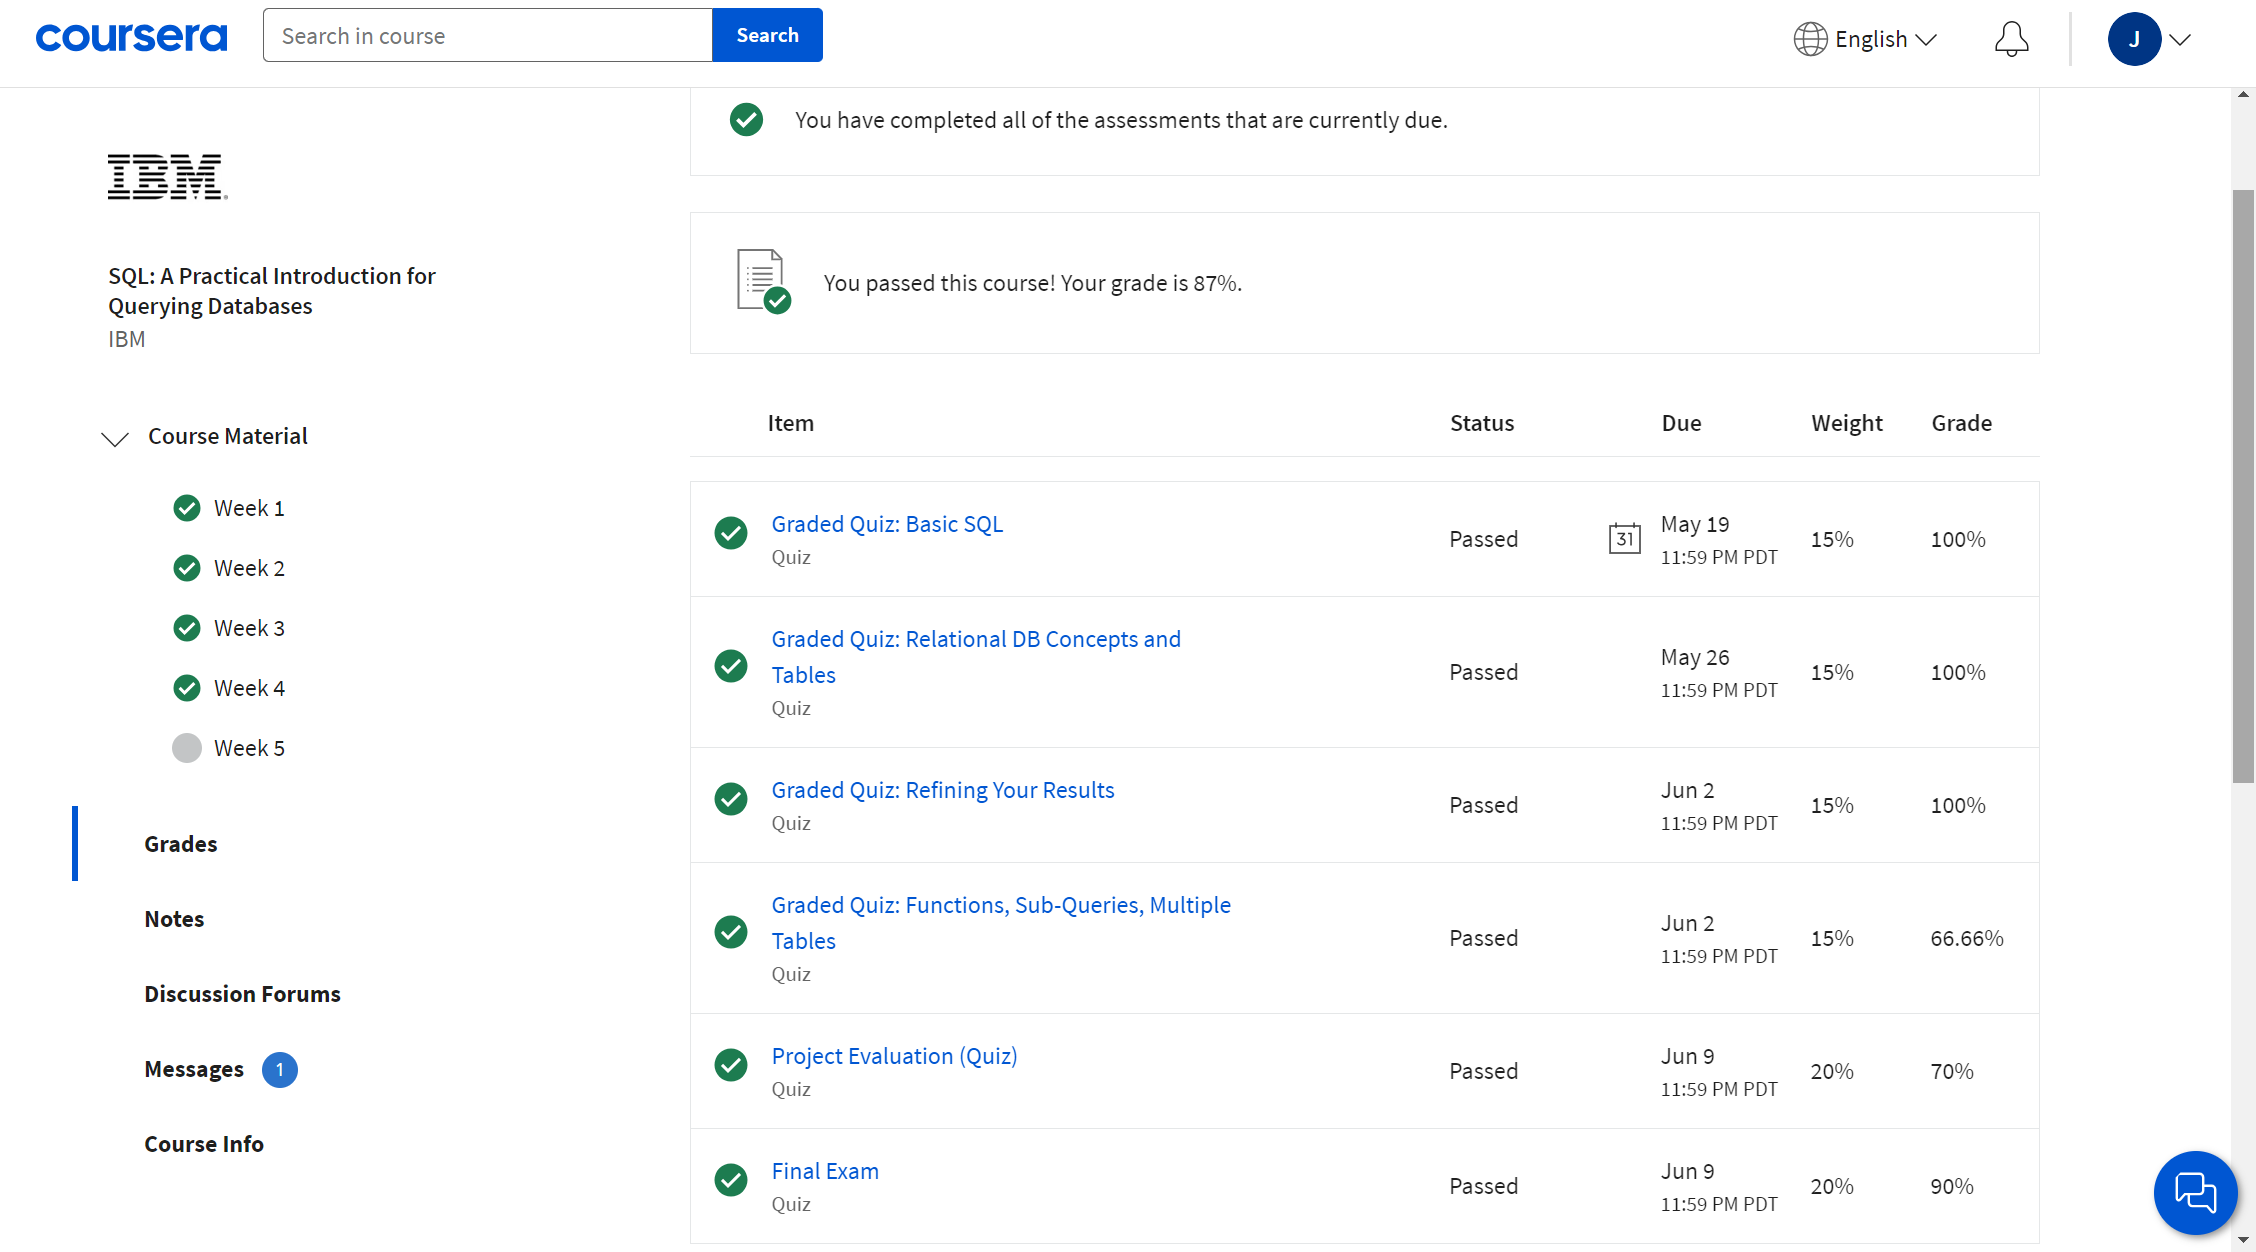 coursera
Search in course
Search
English
J
IBM
SQL: A Practical Introduction for
Querying Databases
IBM
Course Material
Week 1
Week 2
Week 3
Week 4
Week 5
Grades
Notes
Discussion Forums
Messages 1
Course Info
You have completed all of the assessments that are currently due.
You passed this course! Your grade is 87%.
Item Status Due Weight Grade
Graded Quiz: Basic SQL
Quiz
Passed
31
May 19
11:59 PM PDT
15%
100%
Graded Quiz: Relational DB Concepts and
Tables
Quiz
Passed
May 26
11:59 PM PDT
15%
100%
Graded Quiz: Refining Your Results
Quiz
Passed
Jun 2
11:59 PM PDT
15%
100%
Graded Quiz: Functions, Sub-Queries, Multiple
Tables
Quiz
Passed
Jun 2
11:59 PM PDT
15%
66.66%
Project Evaluation (Quiz)
Quiz
Passed
Jun 9
11:59 PM PDT
20%
70%
Final Exam
Quiz
Passed
Jun 9
11:59 PM PDT
20%
90%